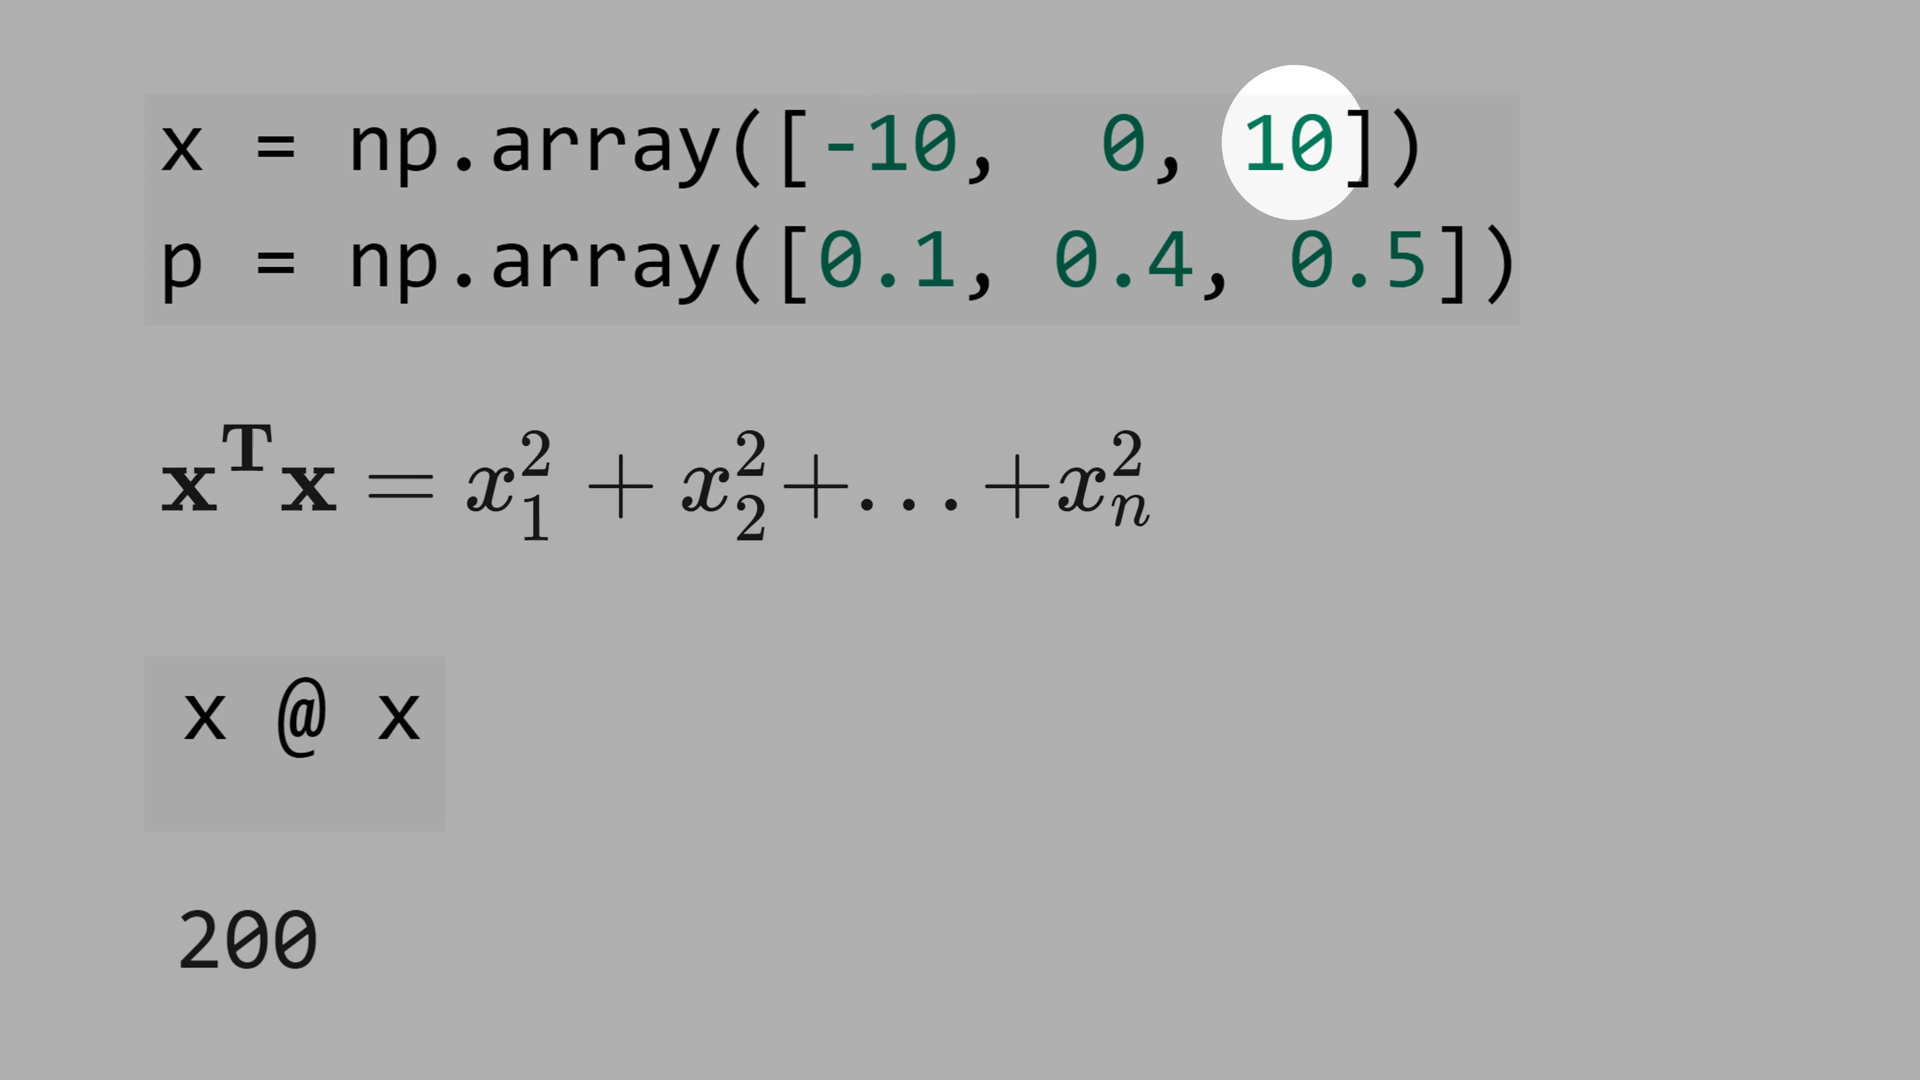 x = np.array([-10,  0, 10])
p = np.array([0.1, 0.4, 0.5])
𝐱ᵀ𝐱 = x₁² + x₂² + ... + xₙ²
x @ x
200